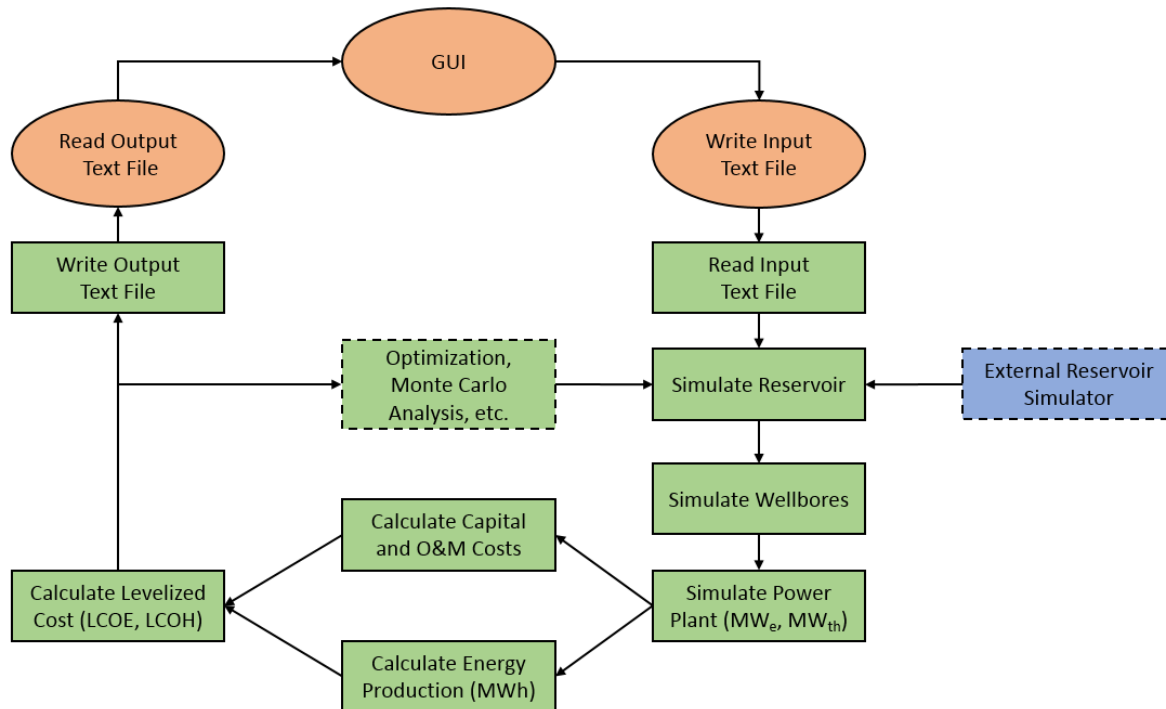 GUI
Read Output
Text File
Write Input
Text File
Write Output
Text File
Read Input
Text File
Optimization,
Monte Carlo
Analysis, etc.
Simulate Reservoir
External Reservoir
Simulator
Simulate Wellbores
Calculate Capital
and O&M Costs
Calculate Levelized
Cost (LCOE, LCOH)
Simulate Power
Plant (MWe, MWth)
Calculate Energy
Production (MWh)